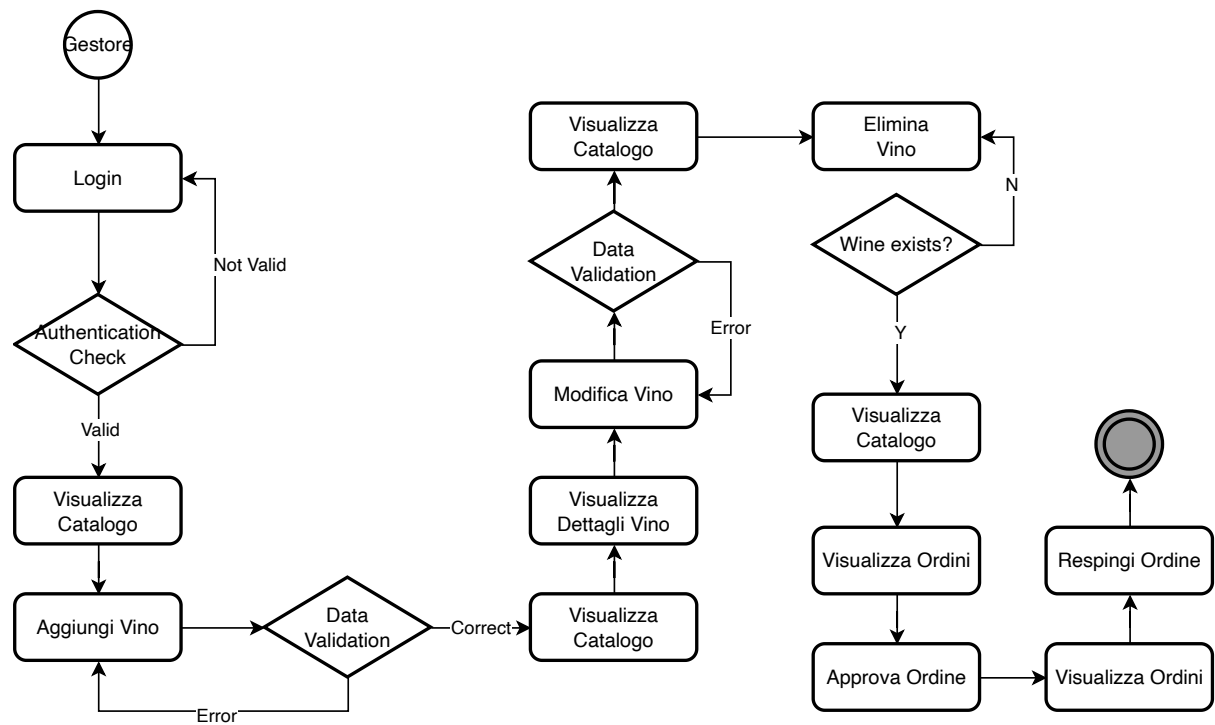 Gestore
Login
Not Valid
Authentication
Check
Valid
Visualizza
Catalogo
Aggiungi Vino
Data
Validation
Error
Correct
Visualizza
Catalogo
Visualizza
Dettagli Vino
Modifica Vino
Error
Data
Validation
Visualizza
Catalogo
Elimina
Vino
N
Wine exists?
Y
Visualizza
Catalogo
Visualizza Ordini
Approva Ordine
Visualizza Ordini
Respingi Ordine